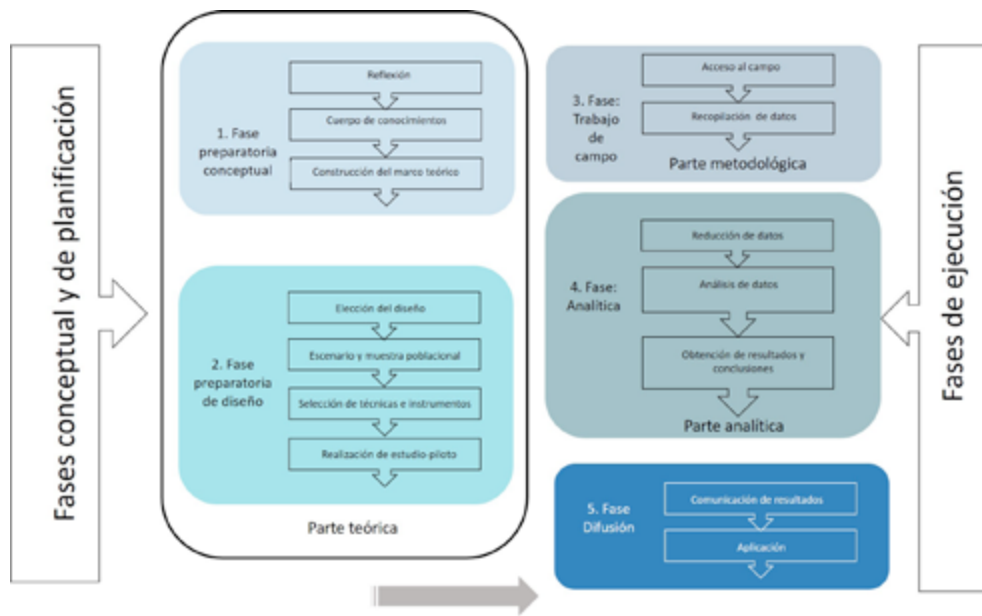 Fases conceptual y de planificación
1. Fase
preparatoria
conceptual
Reflexión
Cuerpo de conocimientos
Construcción del marco teórico
2. Fase
preparatoria
de diseño
Elección del diseño
Escenario y muestra poblacional
Selección de técnicas e instrumentos
Realización de estudio piloto
Parte teórica
3. Fase:
Trabajo
de
campo
Acceso al campo
Recopilación de datos
Parte metodológica
4. Fase:
Analítica
Reducción de datos
Análisis de datos
Obtención de resultados y
conclusiones
Parte analítica
5. Fase
Difusión
Comunicación de resultados
Aplicación
Fases de ejecución